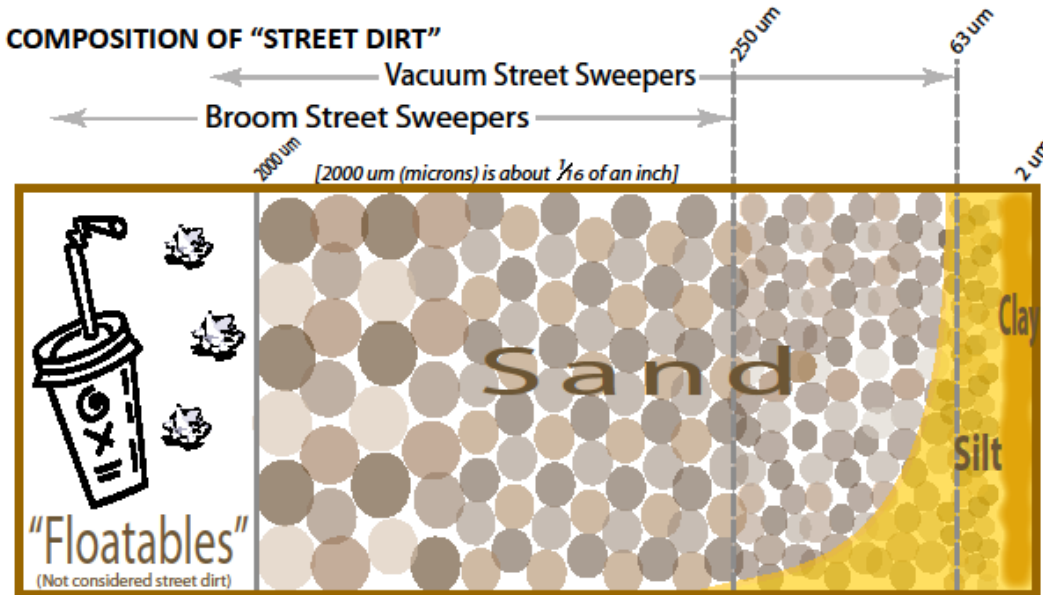 COMPOSITION OF “STREET DIRT”
250 um
63 um
Vacuum Street Sweepers
Broom Street Sweepers
2000 um
[2000 um (microns) is about 1⁄16 of an inch]
2 um
Sand
Clay
Silt
“Floatables”
(Not considered street dirt)